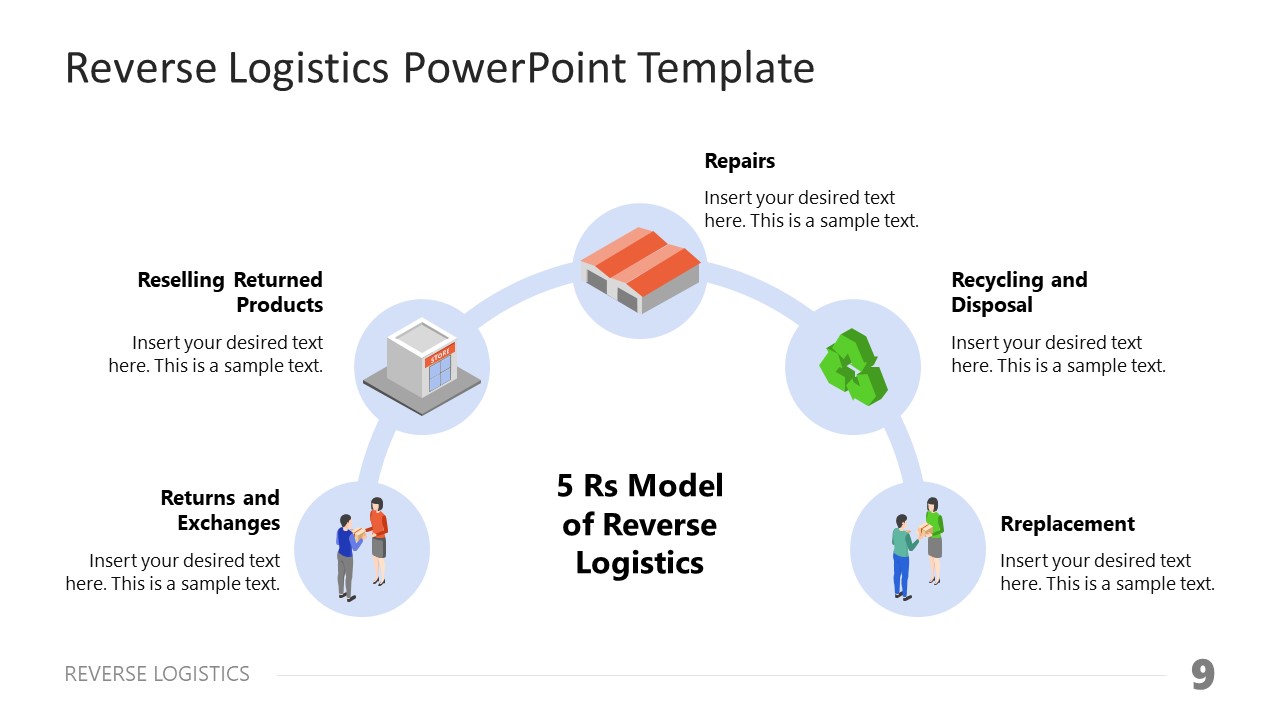 Reverse Logistics PowerPoint Template
Repairs
Insert your desired text
here. This is a sample text.
Reselling Returned
Products
Insert your desired text
here. This is a sample text.
STORE
Recycling and
Disposal
Insert your desired text
here. This is a sample text.
Returns and
Exchanges
Insert your desired text
here. This is a sample text.
5 Rs Model
of Reverse
Logistics
Rreplacement
Insert your desired text
here. This is a sample text.
REVERSE LOGISTICS
9